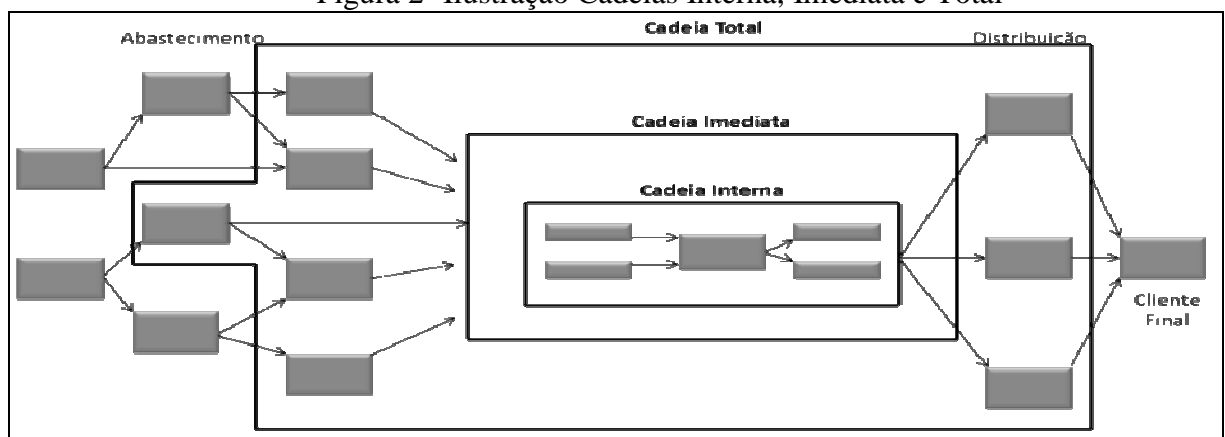 Figura 2- Ilustração Cadeias Interna, Imediata e Total
Cadeia Total
Abastecimento
Distribuição
Cadeia Imediata
Cadeia Interna
Cliente
Final